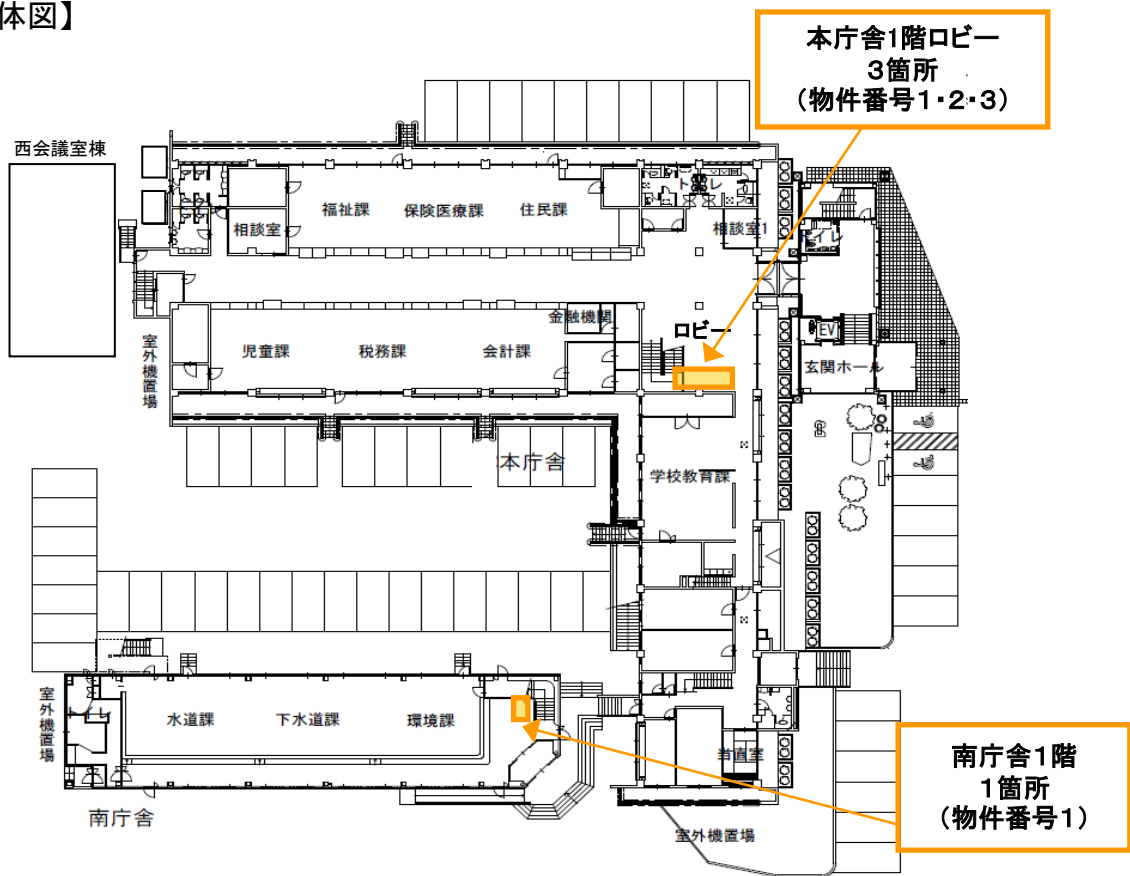 体図】
本庁舎1階ロビー
3箇所
（物件番号1・2・3）
西会議室棟
福祉課
保険医療課
住民課
トイレ
相談室
相談室1
トイレ
室外機置場
児童課
税務課
会計課
金融機関
ロビー
EV
玄関ホール
本庁舎
学校教育課
室外機置場
水道課
下水道課
環境課
トイレ
当直室
南庁舎
室外機置場
南庁舎1階
1箇所
（物件番号1）